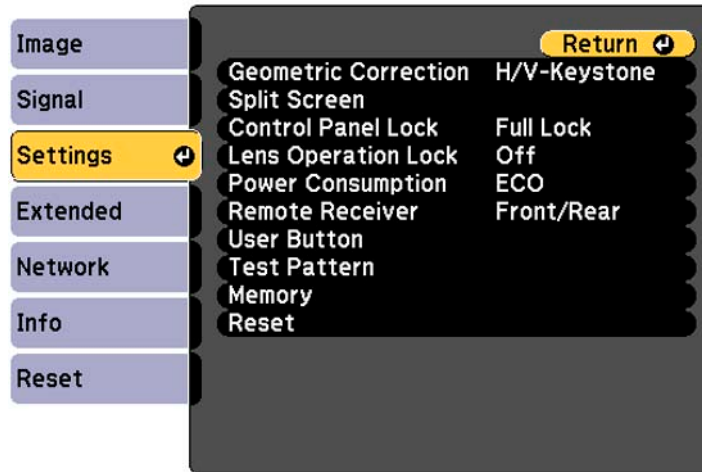 Image
Signal
Settings
Extended
Network
Info
Reset
Return
Geometric Correction H/V-Keystone
Split Screen
Control Panel Lock Full Lock
Lens Operation Lock Off
Power Consumption ECO
Remote Receiver Front/Rear
User Button
Test Pattern
Memory
Reset